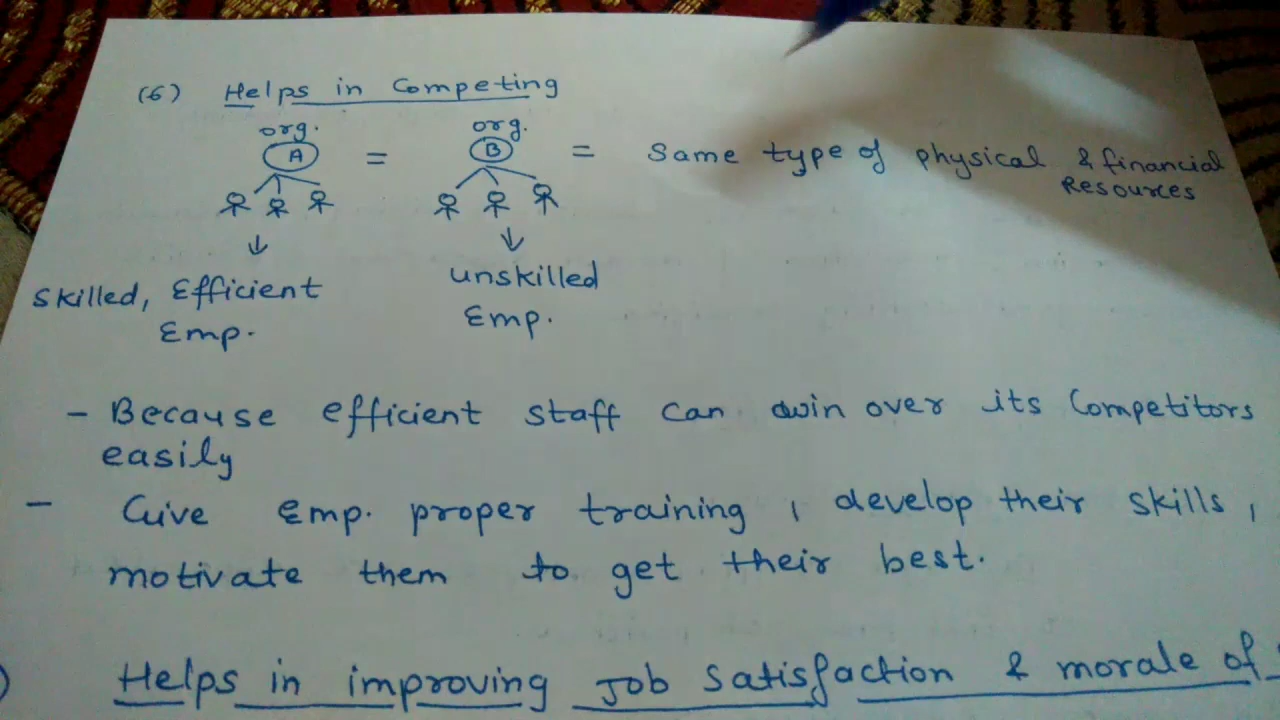 (6) Helps in Competing
org. org.
A = B = Same type of physical & financial
Resources
Skilled, Efficient unskilled
Emp. Emp.
- Because efficient staff can win over its Competitors
easily
- Give Emp. proper training, develop their skills,
motivate them to get their best.
) Helps in improving Job Satisfaction & morale of